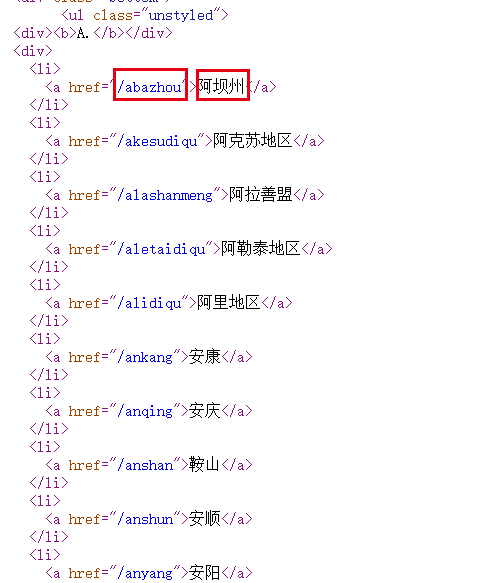 <ul class="unstyled">
<div><b>A.</b></div>
<div>
<li>
<a href="/abazhou">阿坝州</a>
</li>
<li>
<a href="/akesudiqu">阿克苏地区</a>
</li>
<li>
<a href="/alashanmeng">阿拉善盟</a>
</li>
<li>
<a href="/aletaidiqu">阿勒泰地区</a>
</li>
<li>
<a href="/alidiqu">阿里地区</a>
</li>
<li>
<a href="/ankang">安康</a>
</li>
<li>
<a href="/anqing">安庆</a>
</li>
<li>
<a href="/anshan">鞍山</a>
</li>
<li>
<a href="/anshun">安顺</a>
</li>
<li>
<a href="/anyang">安阳</a>